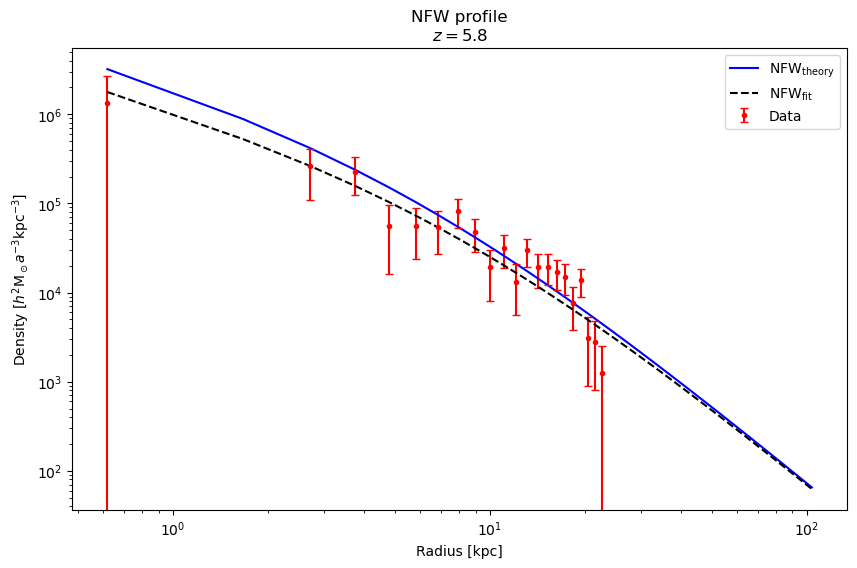 NFW profile
z = 5.8
NFW_theory
NFW_fit
Data
Density [h²M⊙a⁻³kpc⁻³]
10⁶
10⁵
10⁴
10³
10²
10⁰ 10¹ 10²
Radius [kpc]